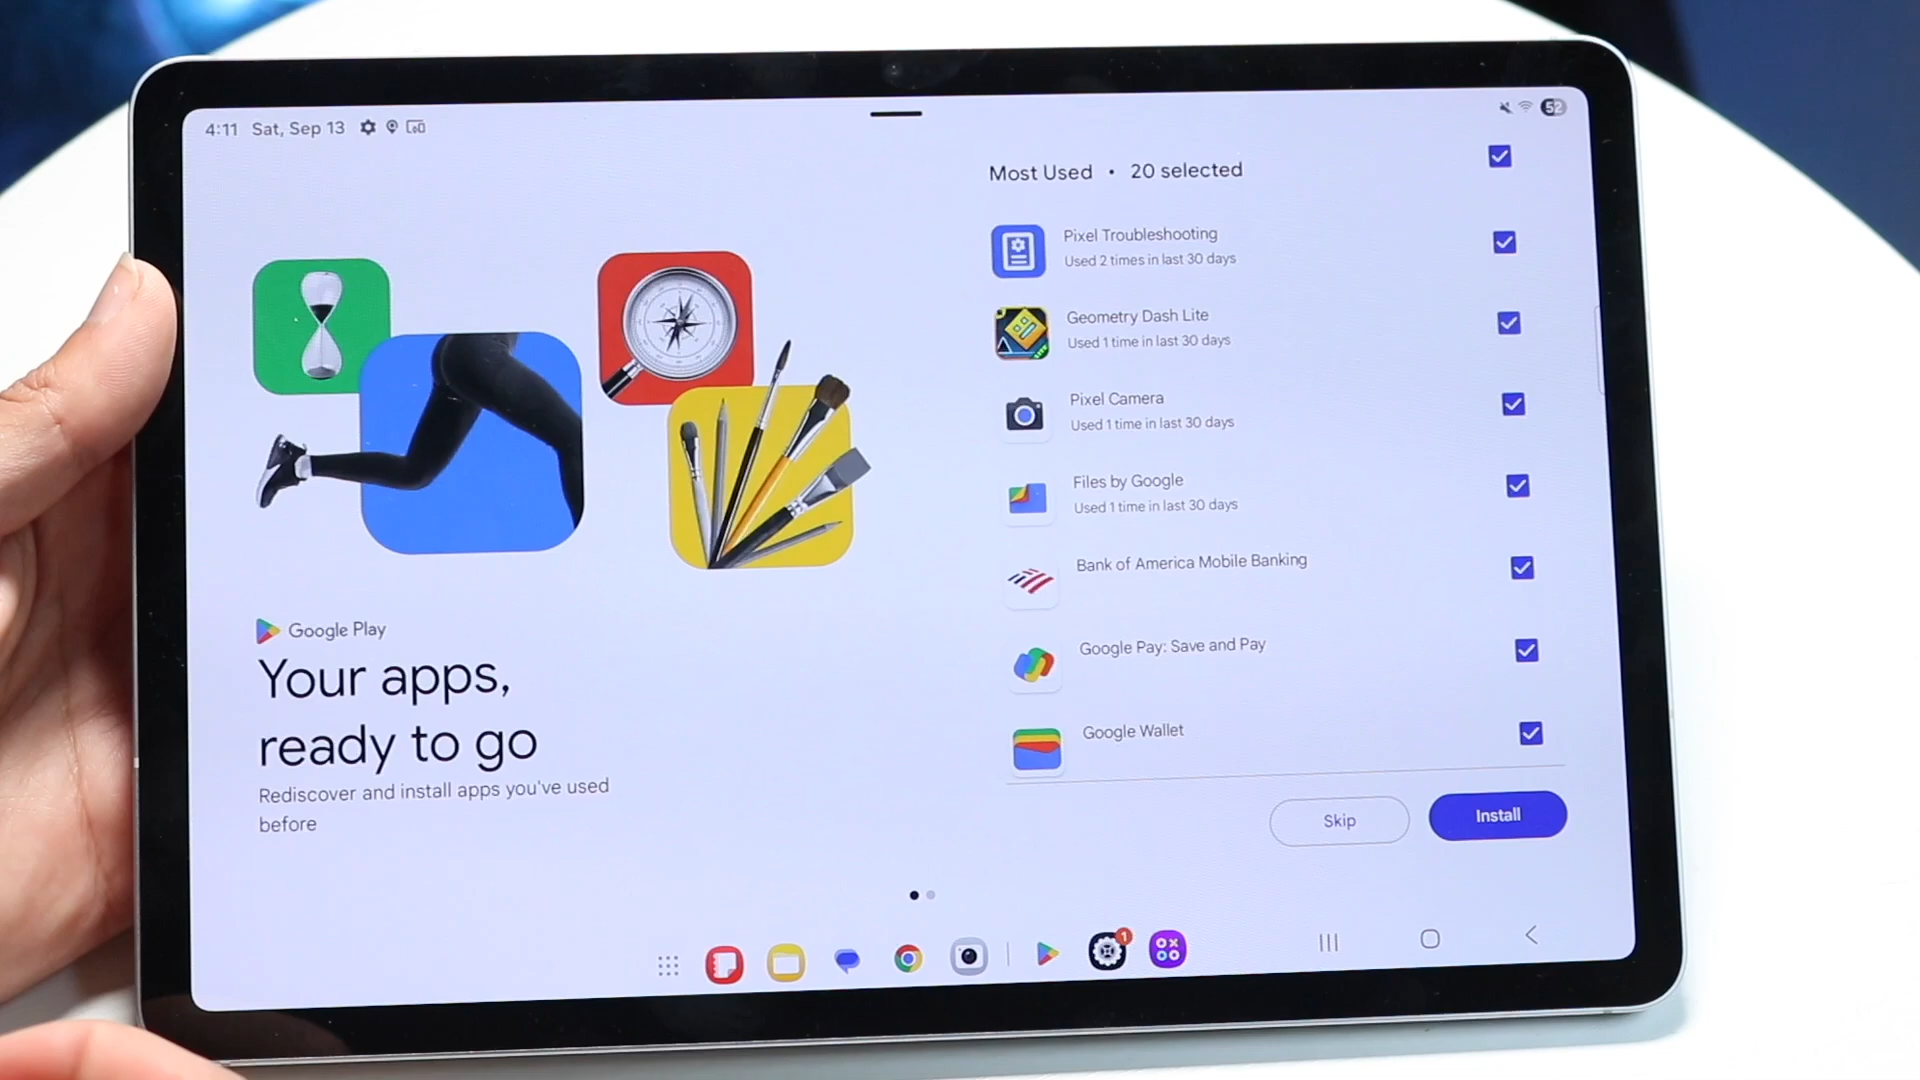 4:11 Sat, Sep 13
52
Most Used • 20 selected
Pixel Troubleshooting
Used 2 times in last 30 days
Geometry Dash Lite
Used 1 time in last 30 days
Pixel Camera
Used 1 time in last 30 days
Files by Google
Used 1 time in last 30 days
Bank of America Mobile Banking
Google Pay: Save and Pay
Google Wallet
Google Play
Your apps,
ready to go
Rediscover and install apps you've used
before
Skip
Install
1